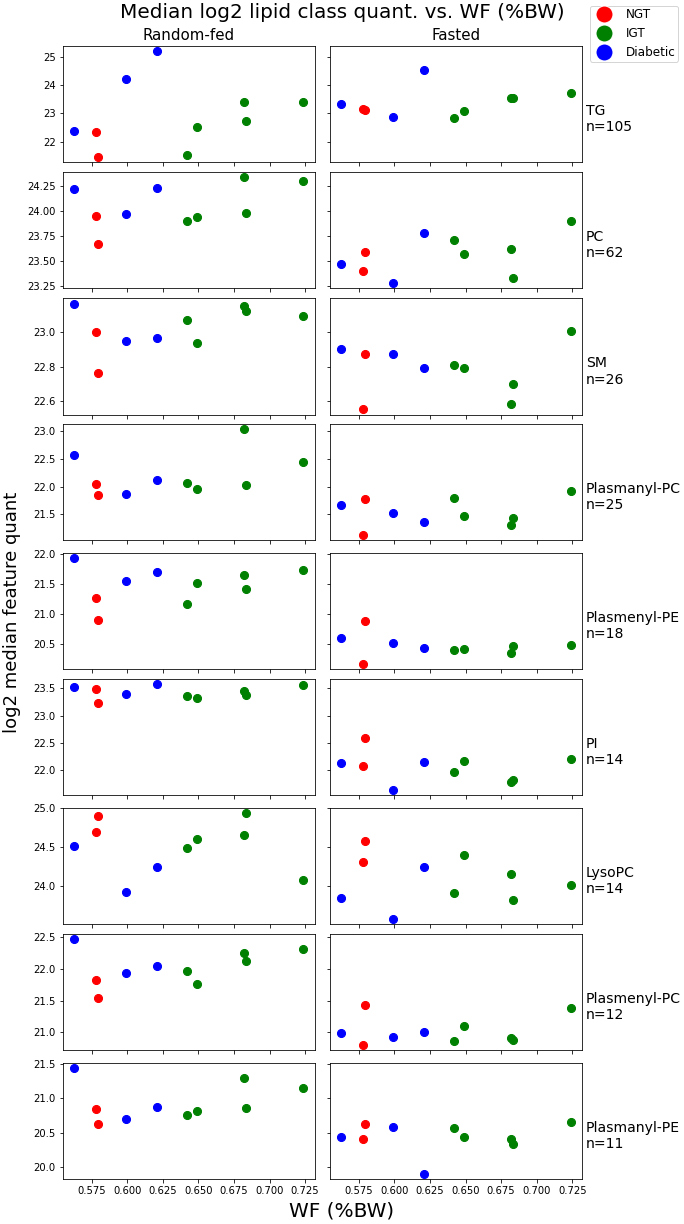 Median log2 lipid class quant. vs. WF (%BW)
NGT
IGT
Diabetic
Random-fed
Fasted
25
24
23
22
TG
n=105
24.25
24.00
23.75
23.50
23.25
PC
n=62
23.0
22.8
22.6
SM
n=26
23.0
22.5
22.0
21.5
Plasmanyl-PC
n=25
22.0
21.5
21.0
20.5
Plasmenyl-PE
n=18
23.5
23.0
22.5
22.0
PI
n=14
25.0
24.5
24.0
LysoPC
n=14
22.5
22.0
21.5
21.0
Plasmenyl-PC
n=12
21.5
21.0
20.5
20.0
Plasmanyl-PE
n=11
0.575 0.600 0.625 0.650 0.675 0.700 0.725
0.575 0.600 0.625 0.650 0.675 0.700 0.725
log2 median feature quant
WF (%BW)